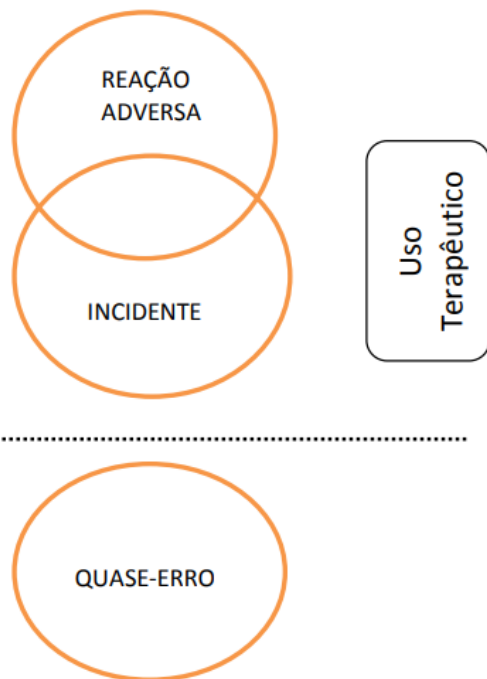 REAÇÃO
ADVERSA
Uso
Terapêutico
INCIDENTE
QUASE-ERRO